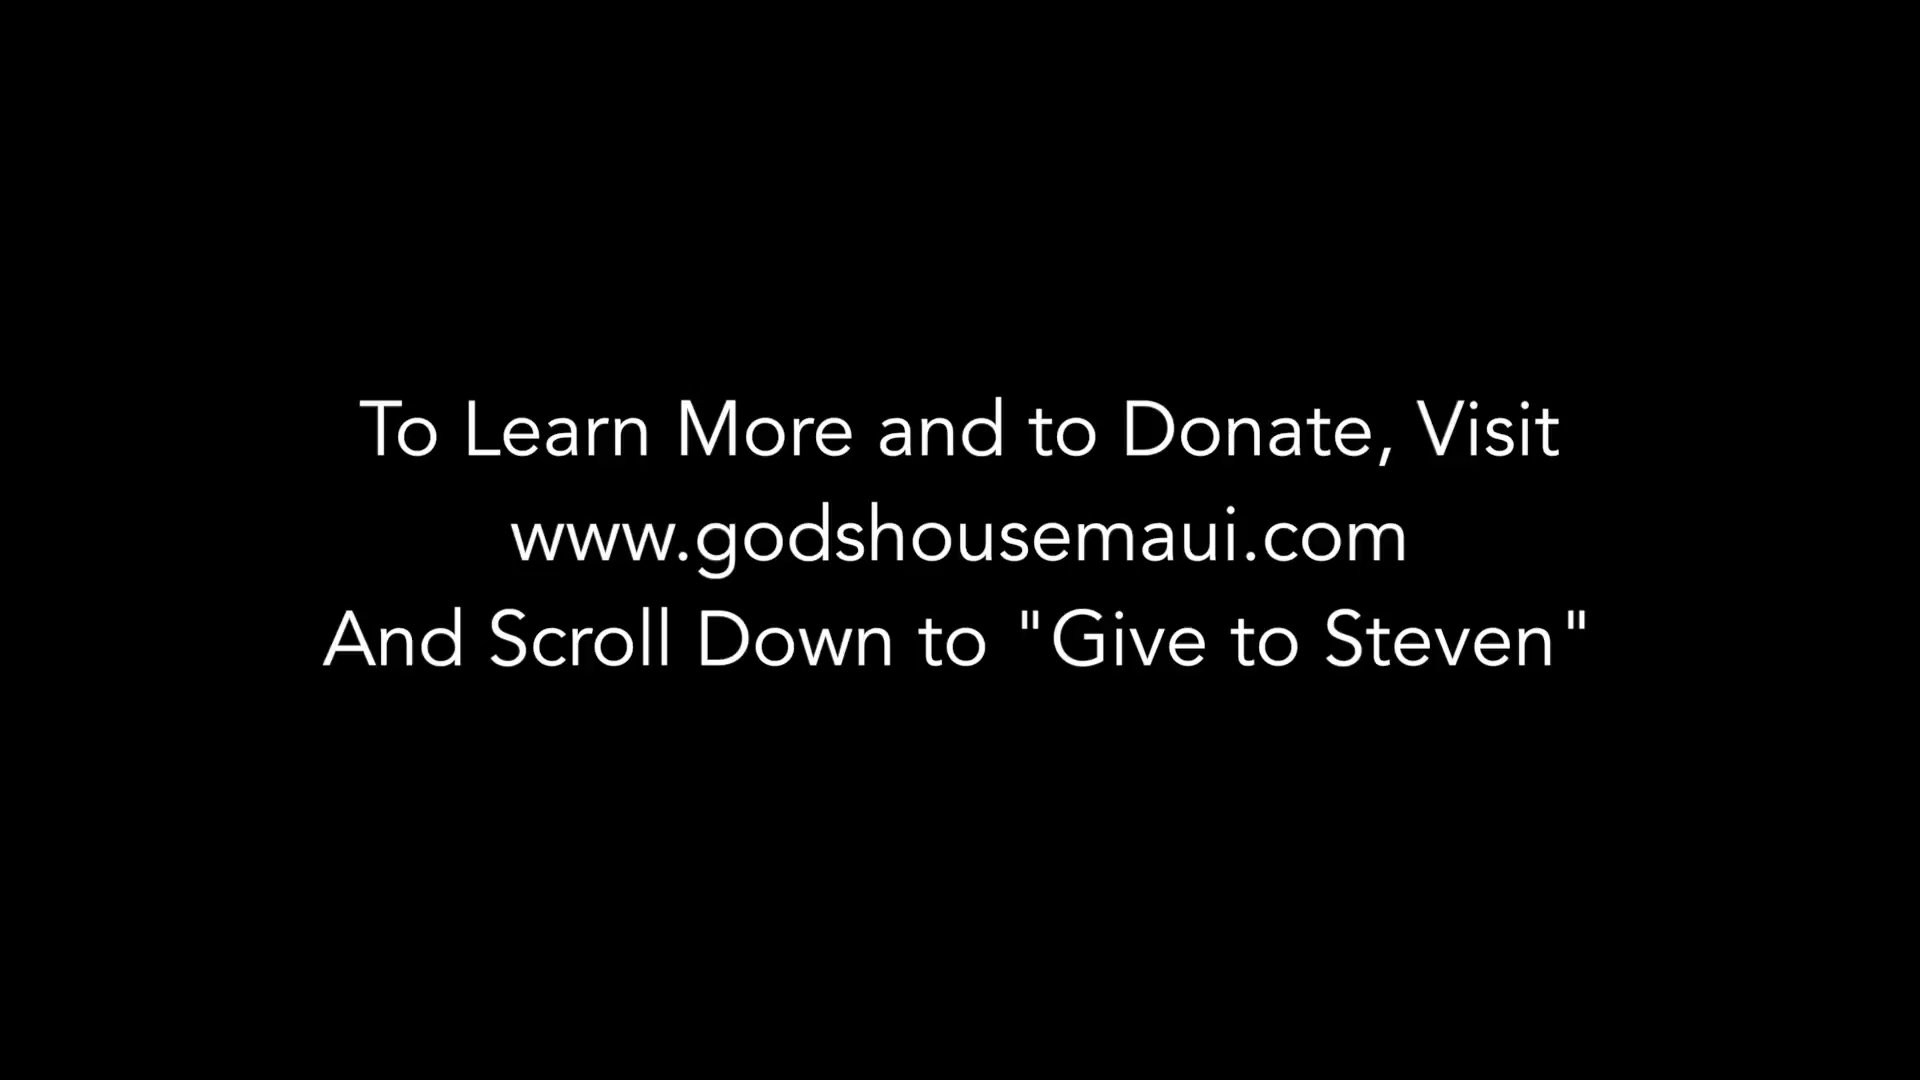 To Learn More and to Donate, Visit
www.godshousemaui.com
And Scroll Down to "Give to Steven"